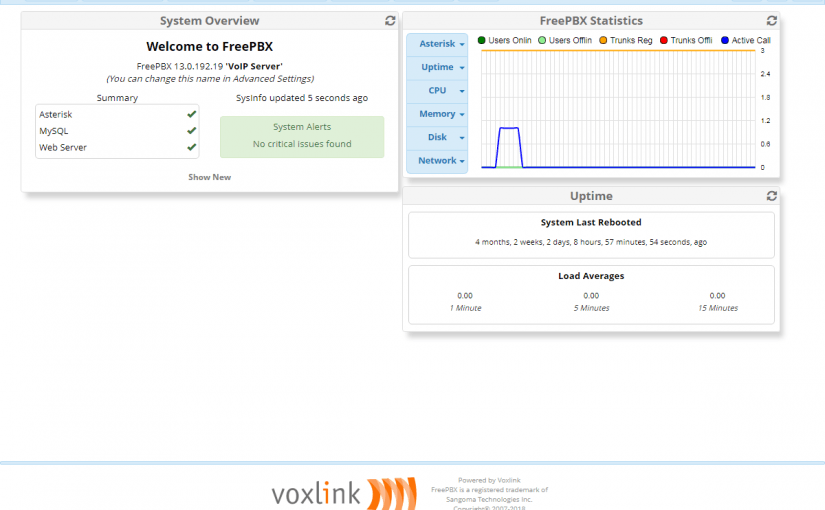 System Overview
Welcome to FreePBX
FreePBX 13.0.192.19 'VoIP Server'
(You can change this name in Advanced Settings)
Summary
Asterisk
MySQL
Web Server
SysInfo updated 5 seconds ago
System Alerts
No critical issues found
Show New
FreePBX Statistics
Asterisk
Uptime
CPU
Memory
Disk
Network
Users Onlin Users Offlin Trunks Reg Trunks Offli Active Call
3
2.4
1.8
1.2
0.6
0
Uptime
System Last Rebooted
4 months, 2 weeks, 2 days, 8 hours, 57 minutes, 54 seconds, ago
Load Averages
0.00 0.00 0.00
1 Minute 5 Minutes 15 Minutes
voxlink
Powered by Voxlink
FreePBX is a registered trademark of
Sangoma Technologies Inc.
Copyright© 2007-2018